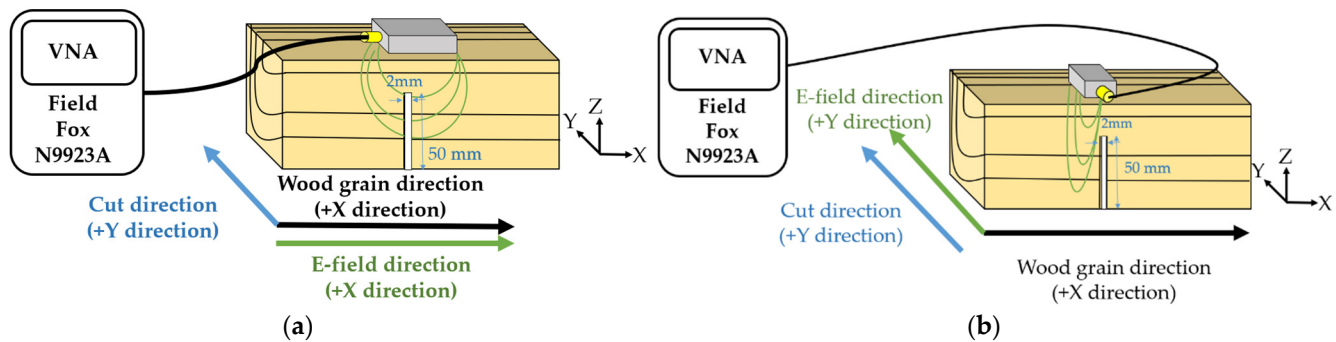 VNA
Field
Fox
N9923A
2mm
50 mm
Z
Y
X
Cut direction
(+Y direction)
Wood grain direction
(+X direction)
E-field direction
(+X direction)
(a)
VNA
Field
Fox
N9923A
E-field direction
(+Y direction)
2mm
50 mm
Z
Y
X
Cut direction
(+Y direction)
Wood grain direction
(+X direction)
(b)